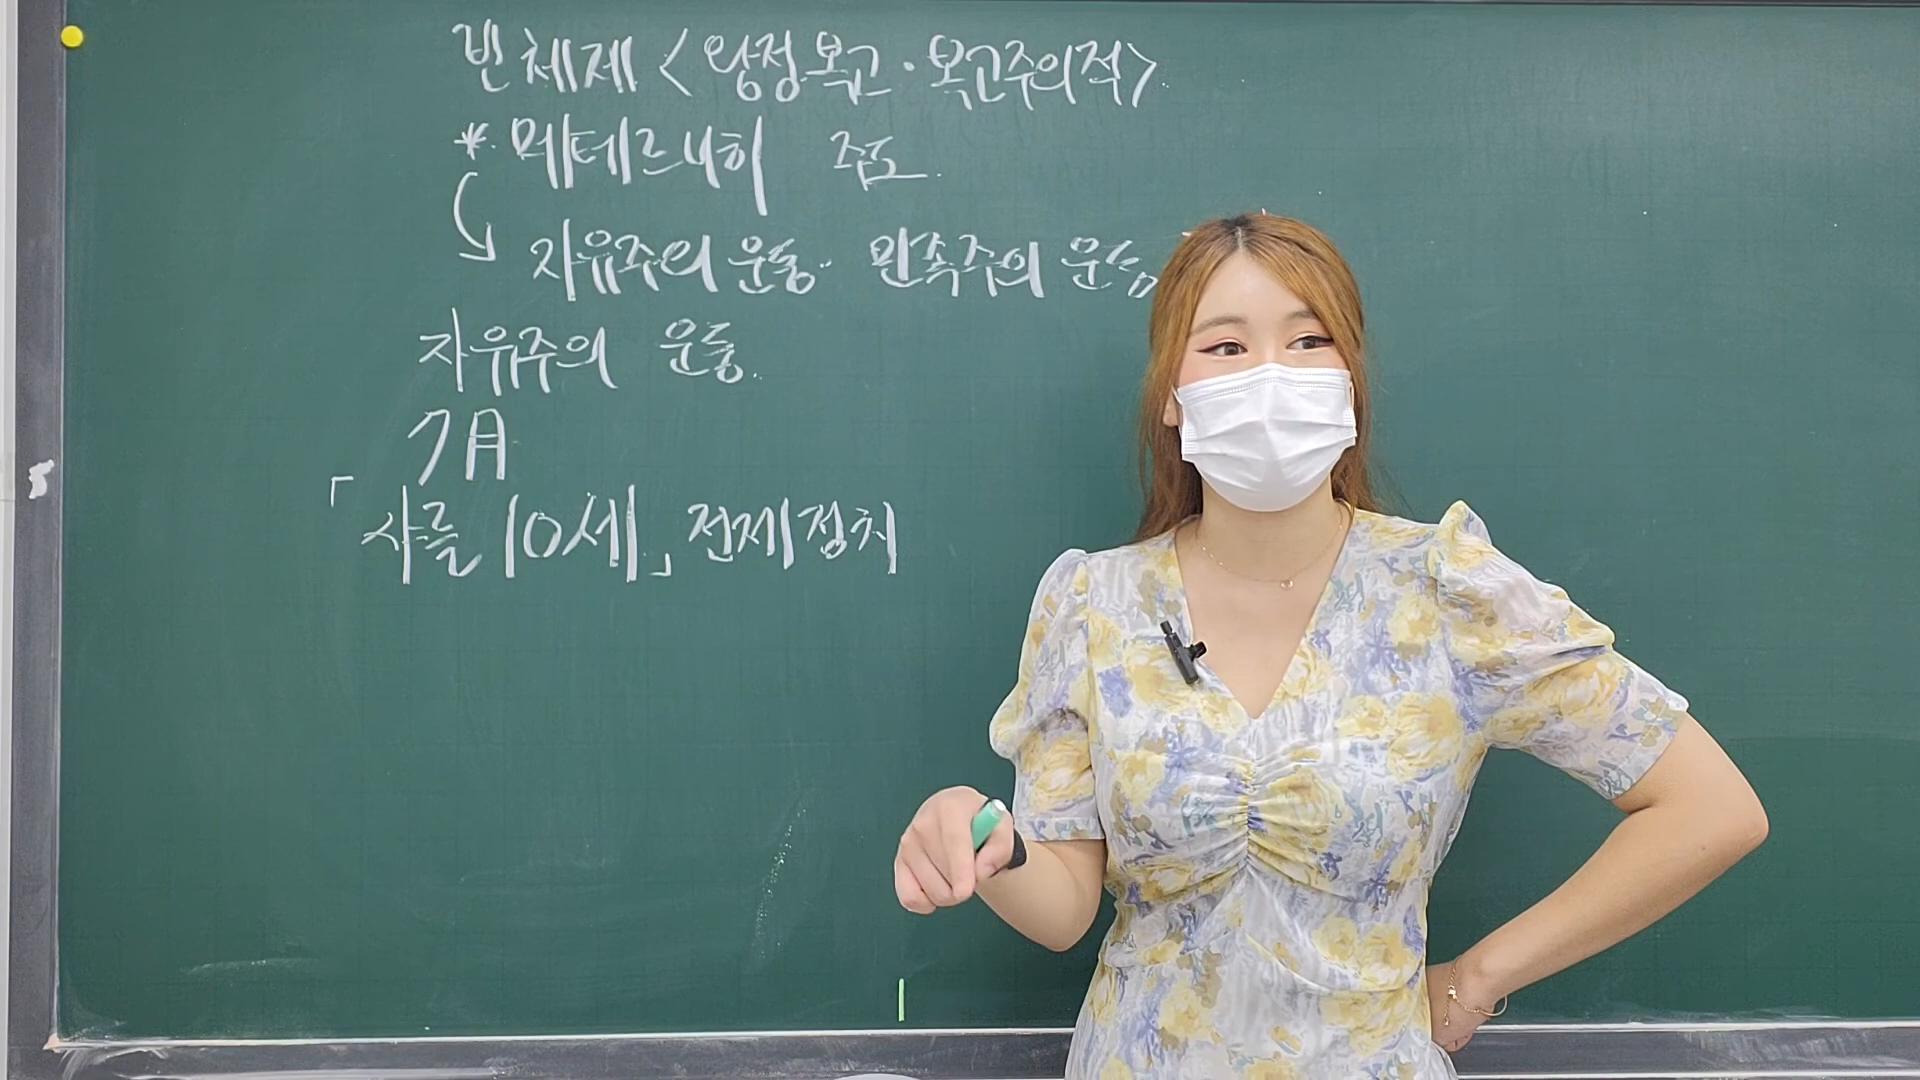 빈 체제 <왕정복고·복고주의적>
* 메테르니히 주도.
자유주의 운동·민족주의 운동
자유주의 운동.
7月
「샤를 10세」 전제정치